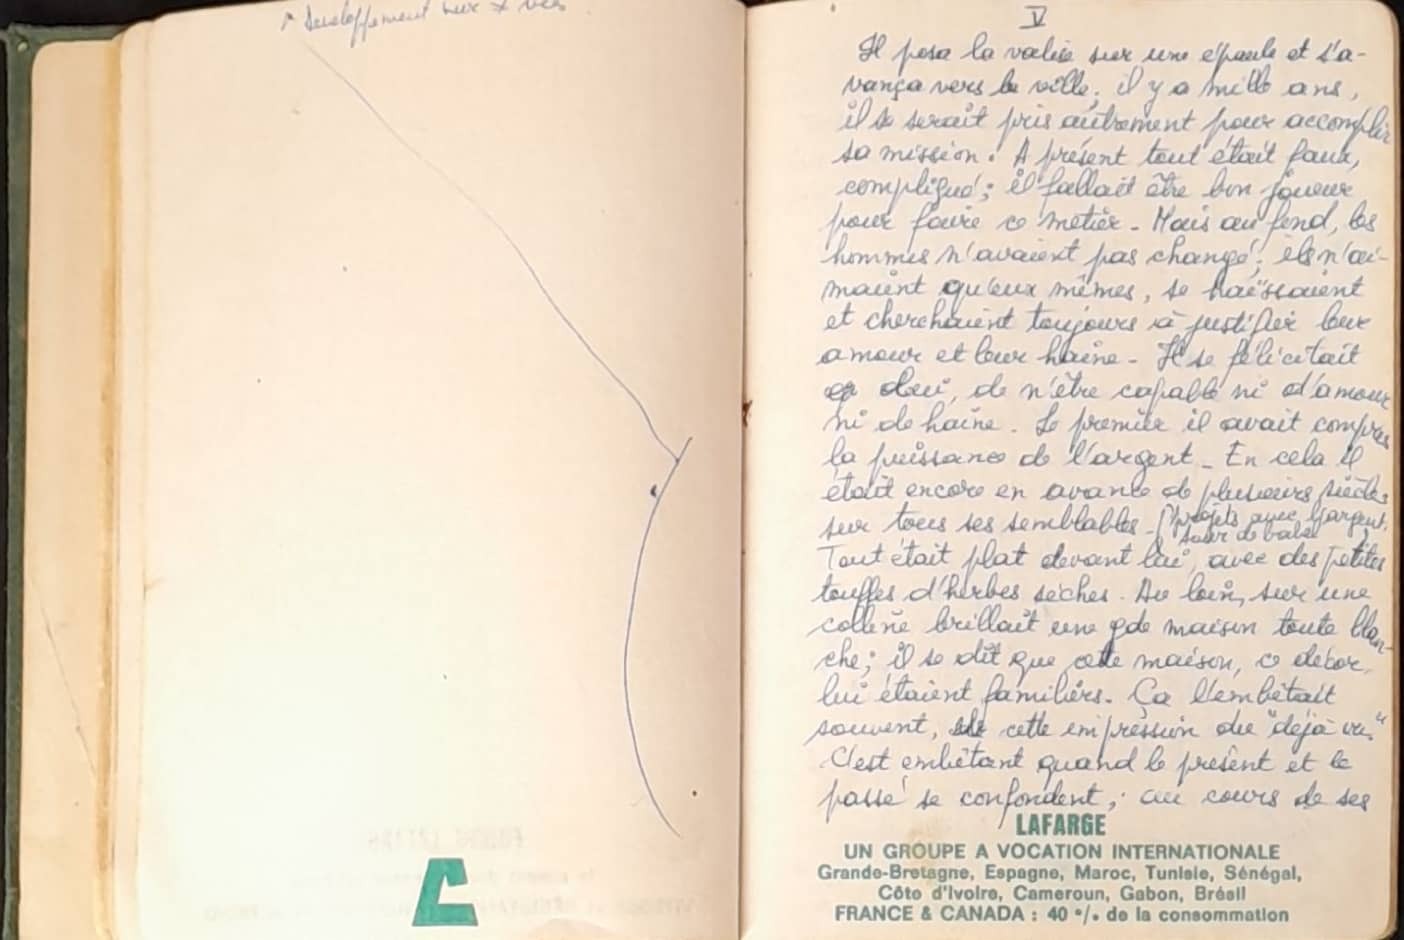 Developpement sur
V
Il posa la valise sur une épaule et s'a-
vança vers la ville ; il y a mille ans,
il se serait pris autrement pour accomplir
sa mission. A présent tout était faux,
compliqué ; il fallait être bon joueur
pour faire ce métier - Mais au fond, les
hommes n'avaient pas changé ; ils n'ai-
maient qu'eux mêmes, se haïssaient
et cherchaient toujours à justifier leur
amour et leur haine - Il se félicitait
lui, de n'être capable ni d'amour
ni de haine. Le premier il avait compris
la puissance de l'argent - En cela il
était encore en avance de plusieurs siècles
sur tous ses semblables - (projets avec l'argent,
Tout était plat devant lui, avec des petites
touffes d'herbes sèches. Au loin, sur une
colline brillait une gde maison toute blan-
che ; il se dit que cette maison, ce décor,
lui étaient familiers. Ça l'embêtait
souvent, cette impression du "déjà vu"
C'est embêtant quand le présent et le
passé se confondent ; au cours de ses
LAFARGE
UN GROUPE A VOCATION INTERNATIONALE
Grande-Bretagne, Espagne, Maroc, Tunisie, Sénégal,
Côte d'Ivoire, Cameroun, Gabon, Brésil
FRANCE & CANADA : 40 °/. de la consommation